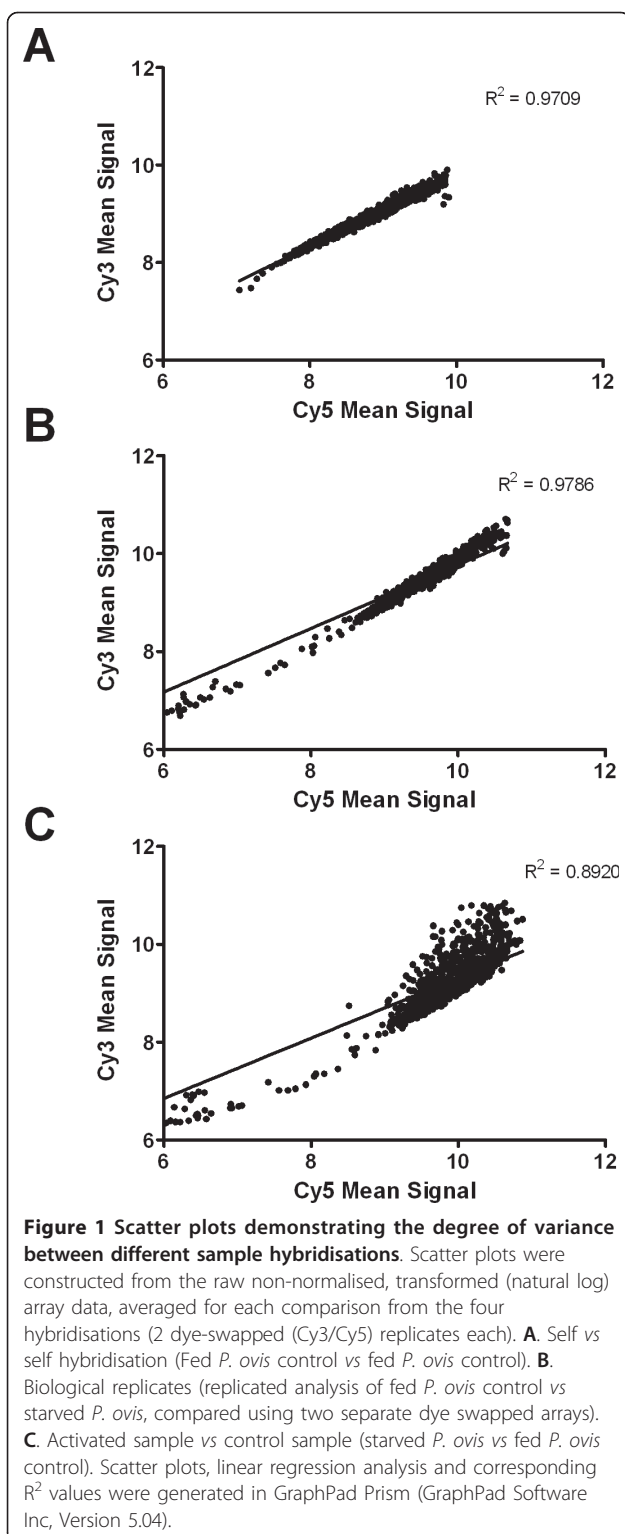 A
12
10
8
6
Cy3 Mean Signal
R² = 0.9709
6 8 10 12
Cy5 Mean Signal
B
12
10
8
6
Cy3 Mean Signal
R² = 0.9786
6 8 10 12
Cy5 Mean Signal
C
12
10
8
6
Cy3 Mean Signal
R² = 0.8920
6 8 10 12
Cy5 Mean Signal
Figure 1 Scatter plots demonstrating the degree of variance
between different sample hybridisations. Scatter plots were
constructed from the raw non-normalised, transformed (natural log)
array data, averaged for each comparison from the four
hybridisations (2 dye-swapped (Cy3/Cy5) replicates each). A. Self vs
self hybridisation (Fed P. ovis control vs fed P. ovis control). B.
Biological replicates (replicated analysis of fed P. ovis control vs
starved P. ovis, compared using two separate dye swapped arrays).
C. Activated sample vs control sample (starved P. ovis vs fed P. ovis
control). Scatter plots, linear regression analysis and corresponding
R² values were generated in GraphPad Prism (GraphPad Software
Inc, Version 5.04).